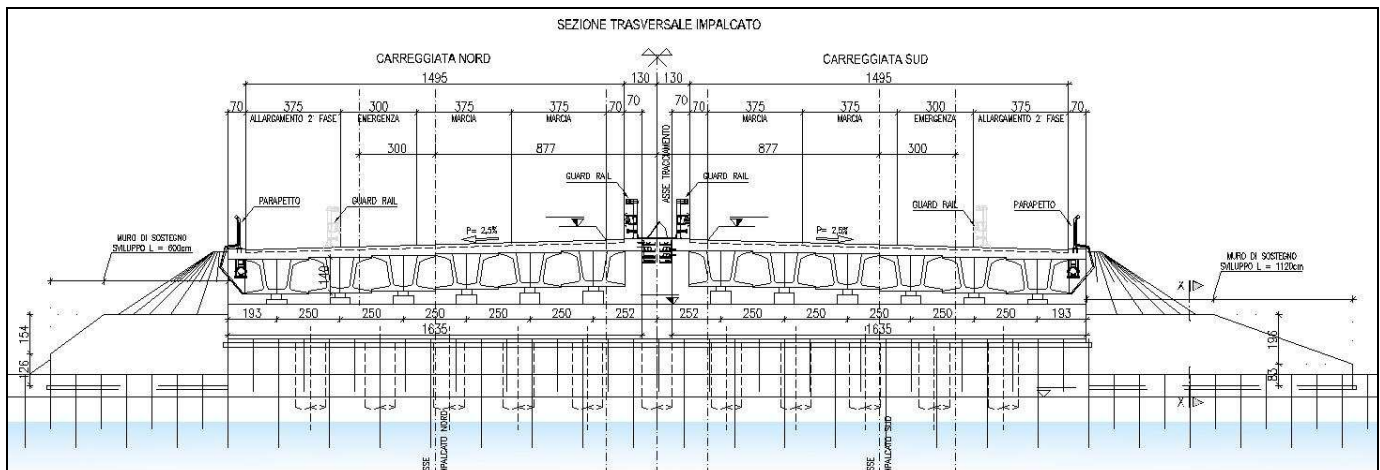 SEZIONE TRASVERSALE IMPALCATO
CARREGGIATA NORD
CARREGGIATA SUD
1495 130 130 1495
70 70
70 375 300 375 375 70 70 375 375 300 375 70
ALLARGAMENTO 2' FASE EMERGENZA MARCIA MARCIA MARCIA MARCIA EMERGENZA ALLARGAMENTO 2' FASE
300 877 877 300
ASSE TRACCIAMENTO
GUARD RAIL GUARD RAIL
PARAPETTO GUARD RAIL GUARD RAIL PARAPETTO
P= 2,5% P= 2,5%
MURO DI SOSTEGNO
SVILUPPO L = 600cm
MURO DI SOSTEGNO
SVILUPPO L = 1120cm
140
X
193 250 250 250 250 250 252 252 250 250 250 250 250 193
1635 1635
154 196
126 83
X
ASSE
IMPALCATO NORD
ASSE
IMPALCATO SUD